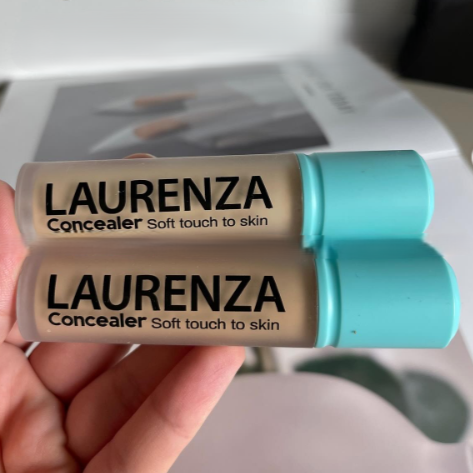 LAURENZA
Concealer Soft touch to skin
LAURENZA
Concealer Soft touch to skin